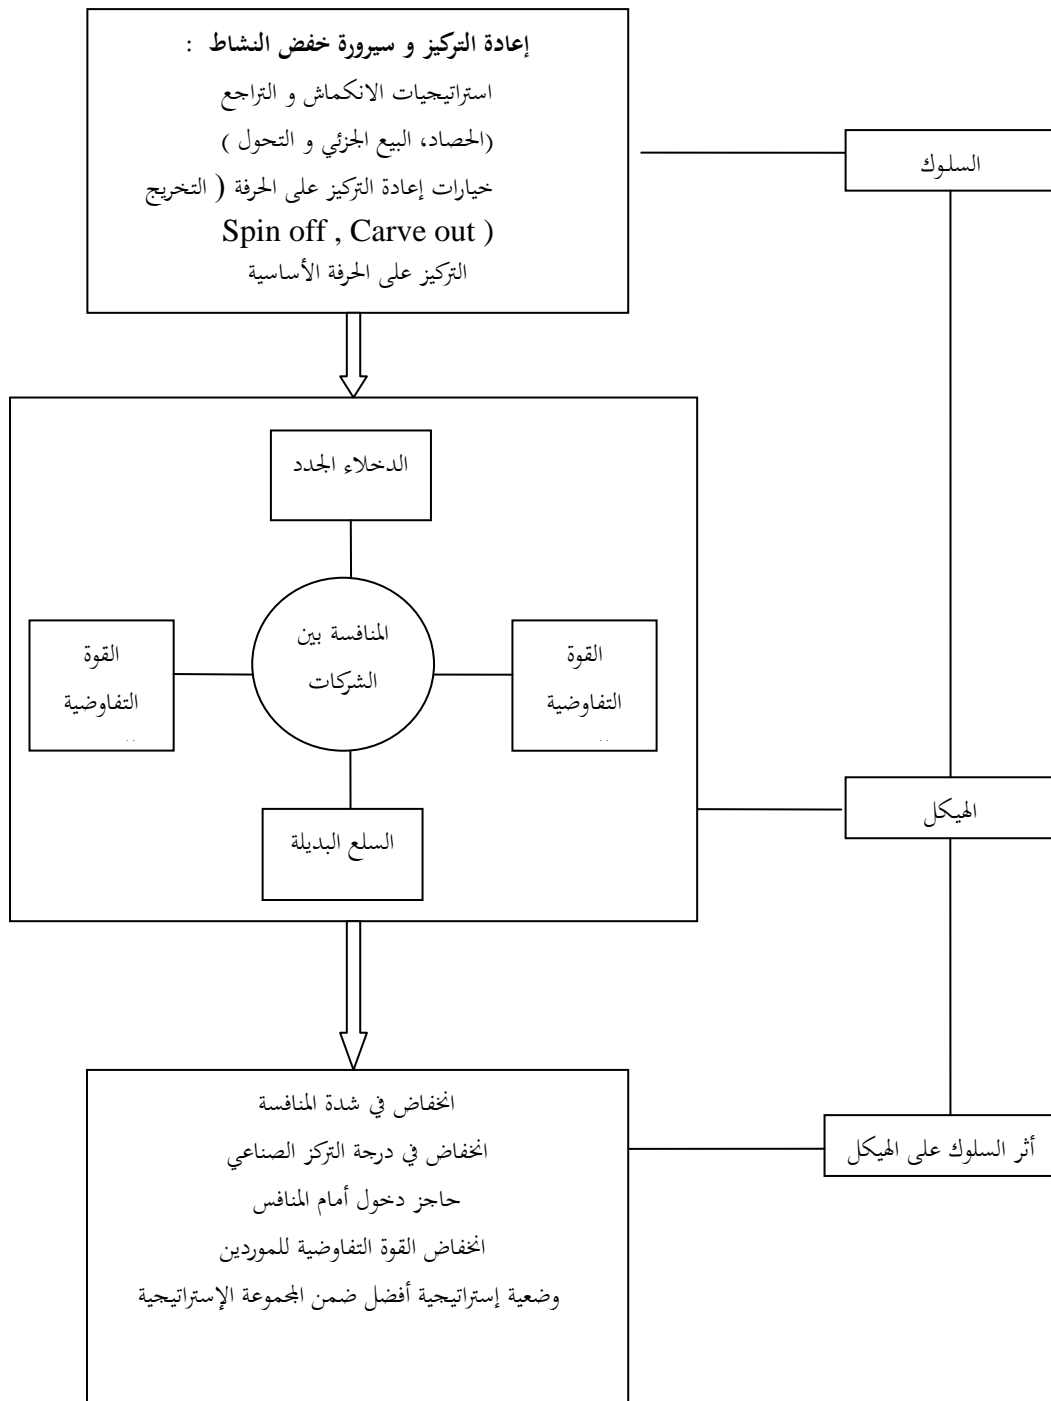 إعادة التركيز و سيرورة خفض النشاط :
استراتيجيات الانكماش و التراجع
(الحصاد، البيع الجزئي و التحول )
خيارات إعادة التركيز على الحرفة ( التخريج
Spin off , Carve out )
التركيز على الحرفة الأساسية
السلوك
الدخلاء الجدد
المنافسة بين
الشركات
القوة
التفاوضية
القوة
التفاوضية
السلع البديلة
الهيكل
انخفاض في شدة المنافسة
انخفاض في درجة التركز الصناعي
حاجز دخول أمام المنافس
انخفاض القوة التفاوضية للموردين
وضعية إستراتيجية أفضل ضمن المجموعة الإستراتيجية
أثر السلوك على الهيكل